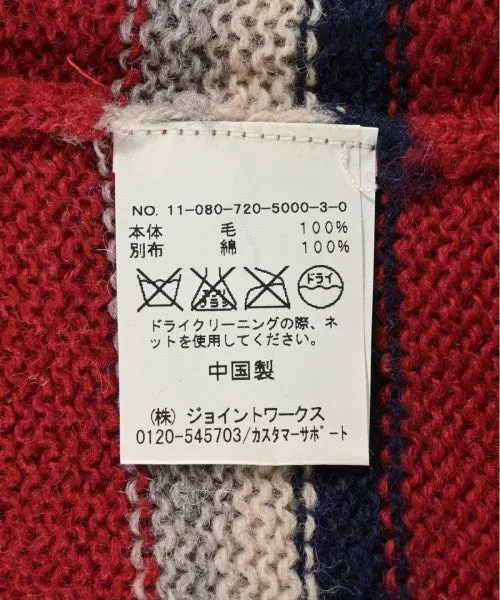 NO. 11-080-720-5000-3-0
本体 毛 100%
別布 綿 100%
ドライ
ドライクリーニングの際、ネ
ットを使用してください。
中国製
(株) ジョイントワークス
0120-545703/カスタマーサポート